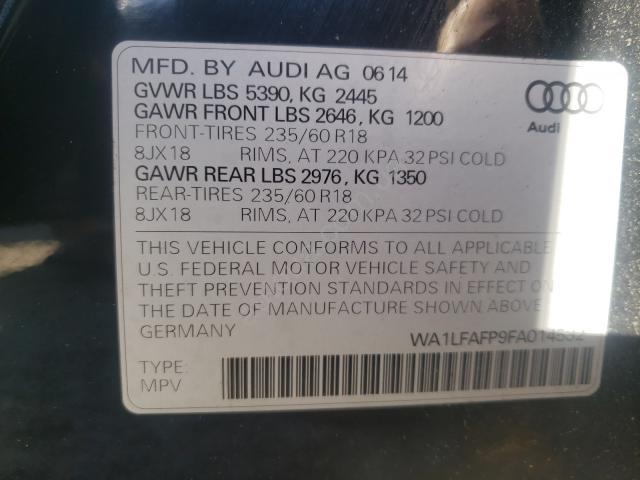 MFD. BY AUDI AG 06 14
GVWR LBS 5390, KG 2445
GAWR FRONT LBS 2646, KG 1200
FRONT-TIRES 235/60 R18
8JX18 RIMS, AT 220 KPA 32 PSI COLD
GAWR REAR LBS 2976, KG 1350
REAR-TIRES 235/60 R18
8JX18 RIMS, AT 220 KPA 32 PSI COLD
Audi
THIS VEHICLE CONFORMS TO ALL APPLICABLE
U.S. FEDERAL MOTOR VEHICLE SAFETY AND
THEFT PREVENTION STANDARDS IN EFFECT ON
THE DATE OF MANUFACTURE SHOWN ABOVE.
GERMANY
TYPE:
MPV